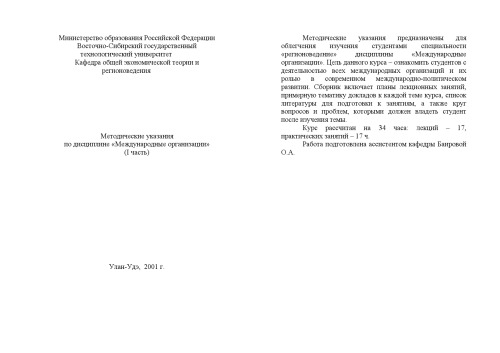 Министерство образования Российской Федерации
Восточно-Сибирский государственный
технологический университет
Кафедра общей экономической теории и
регионоведения
Методические указания
по дисциплине «Международные организации»
(I часть)
Улан-Удэ, 2001 г.
Методические указания предназначены для
облегчения изучения студентами специальности
«регионоведение» дисциплины «Международные
организации». Цель данного курса – ознакомить студентов с
деятельностью всех международных организаций и их
ролью в современном международно-политическом
развитии. Сборник включает планы лекционных занятий,
примерную тематику докладов к каждой теме курса, список
литературы для подготовки к занятиям, а также круг
вопросов и проблем, которыми должен владеть студент
после изучения темы.
Курс рассчитан на 34 часа: лекций – 17,
практических занятий – 17 ч.
Работа подготовлена ассистентом кафедры Баировой
О.А.